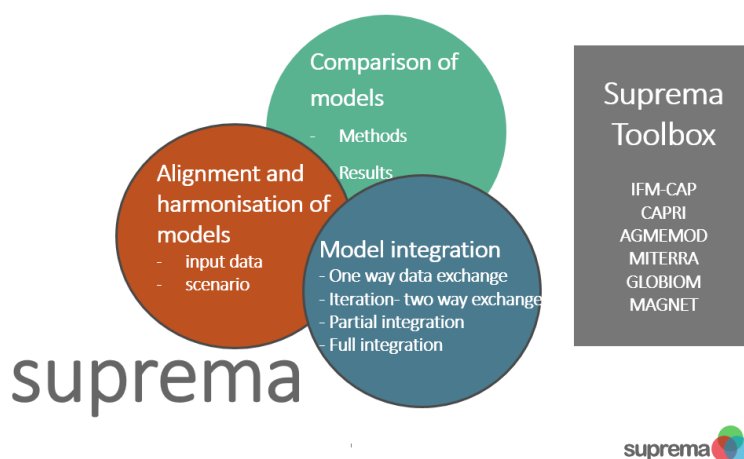 Comparison of
models
- Methods
Results
Alignment and
harmonisation of
models
- input data
- scenario
Model integration
- One way data exchange
- Iteration- two way exchange
- Partial integration
- Full integration
Suprema
Toolbox
IFM-CAP
CAPRI
AGMEMOD
MITERRA
GLOBIOM
MAGNET
suprema
suprema